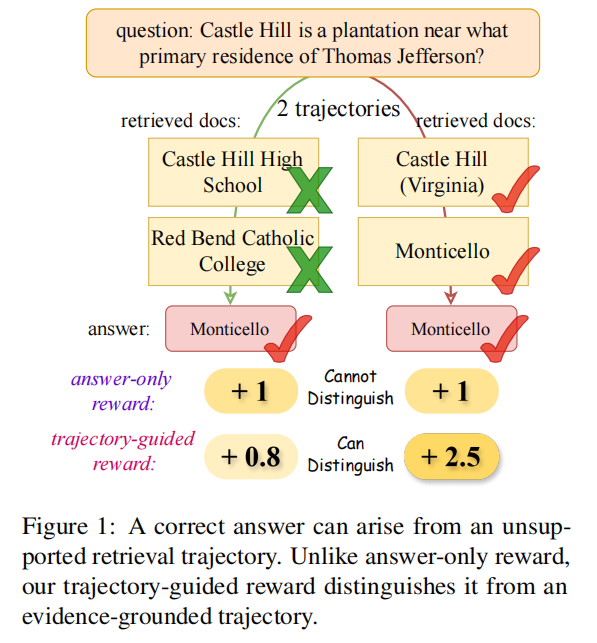 question: Castle Hill is a plantation near what
primary residence of Thomas Jefferson?
2 trajectories
retrieved docs:
retrieved docs:
Castle Hill High
School
Castle Hill
(Virginia)
Red Bend Catholic
College
Monticello
answer:
Monticello
Monticello
answer-only
reward:
+ 1
Cannot
Distinguish
+ 1
trajectory-guided
reward:
+ 0.8
Can
Distinguish
+ 2.5
Figure 1: A correct answer can arise from an unsup-
ported retrieval trajectory. Unlike answer-only reward,
our trajectory-guided reward distinguishes it from an
evidence-grounded trajectory.